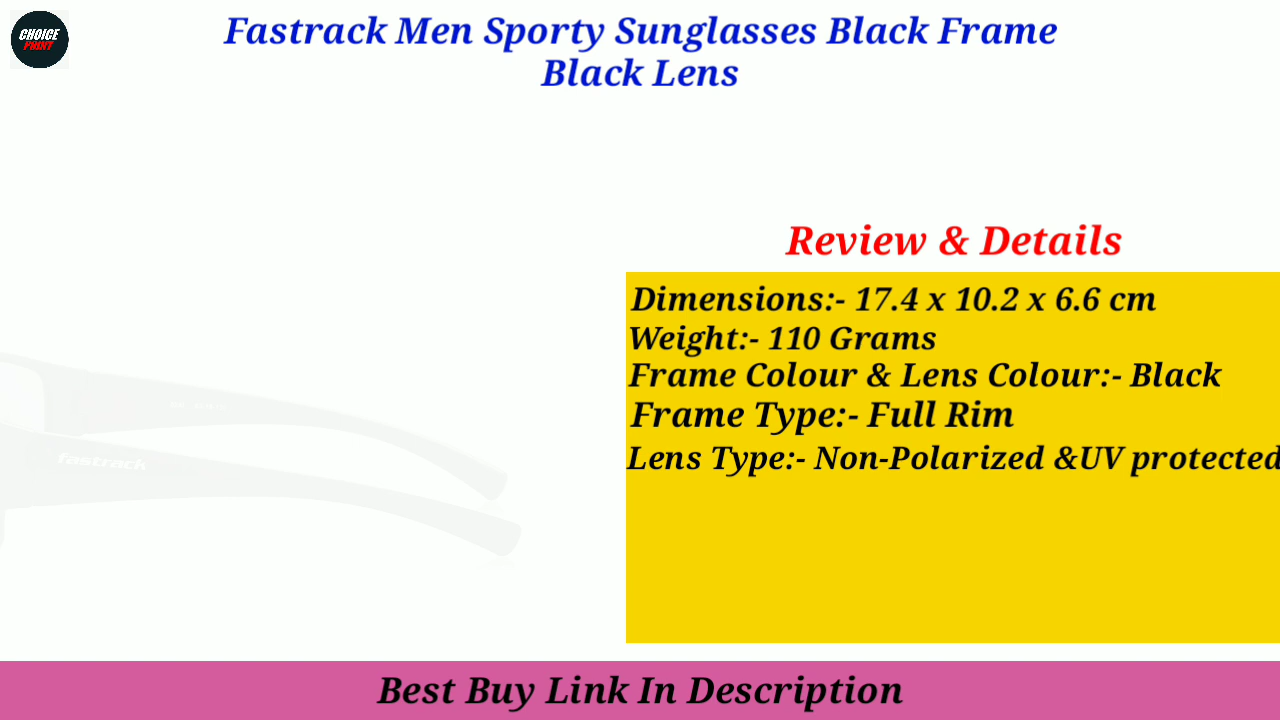 CHOICE
POINT
Fastrack Men Sporty Sunglasses Black Frame
Black Lens
Review & Details
Dimensions:- 17.4 x 10.2 x 6.6 cm
Weight:- 110 Grams
Frame Colour & Lens Colour:- Black
Frame Type:- Full Rim
Lens Type:- Non-Polarized &UV protected
fastrack
Best Buy Link In Description